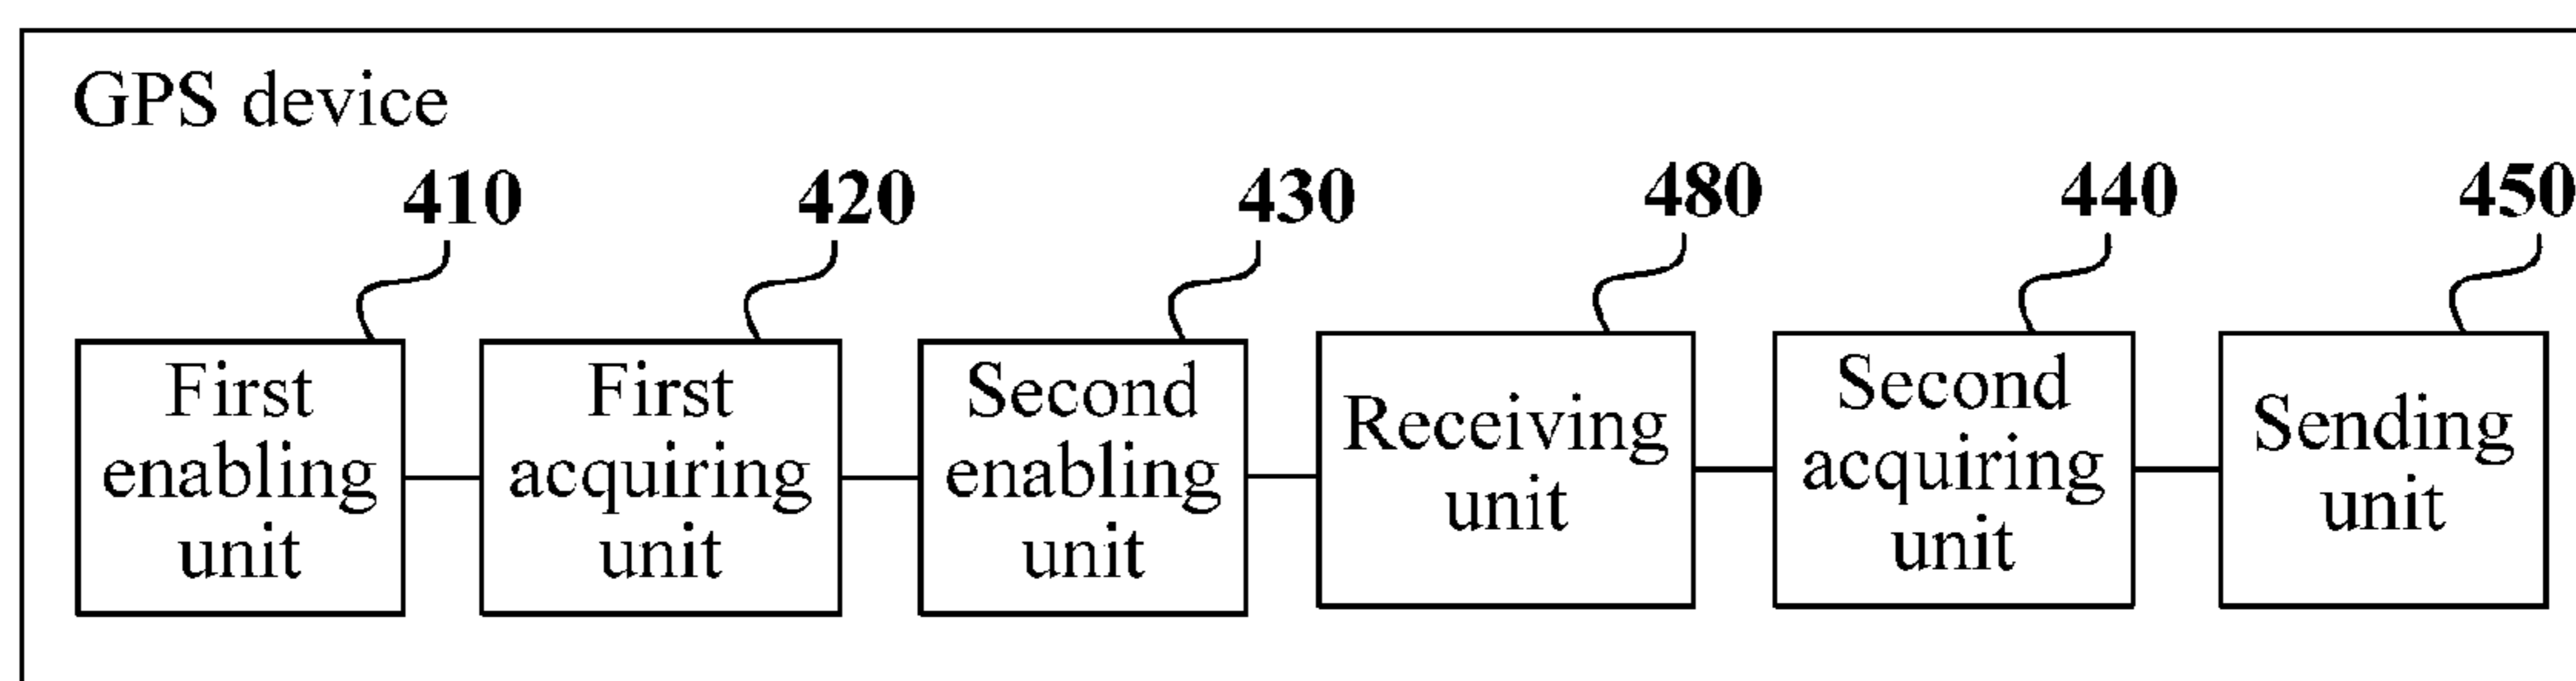 GPS device
410
420
430
480
440
450
First
enabling
unit
First
acquiring
unit
Second
enabling
unit
Receiving
unit
Second
acquiring
unit
Sending
unit